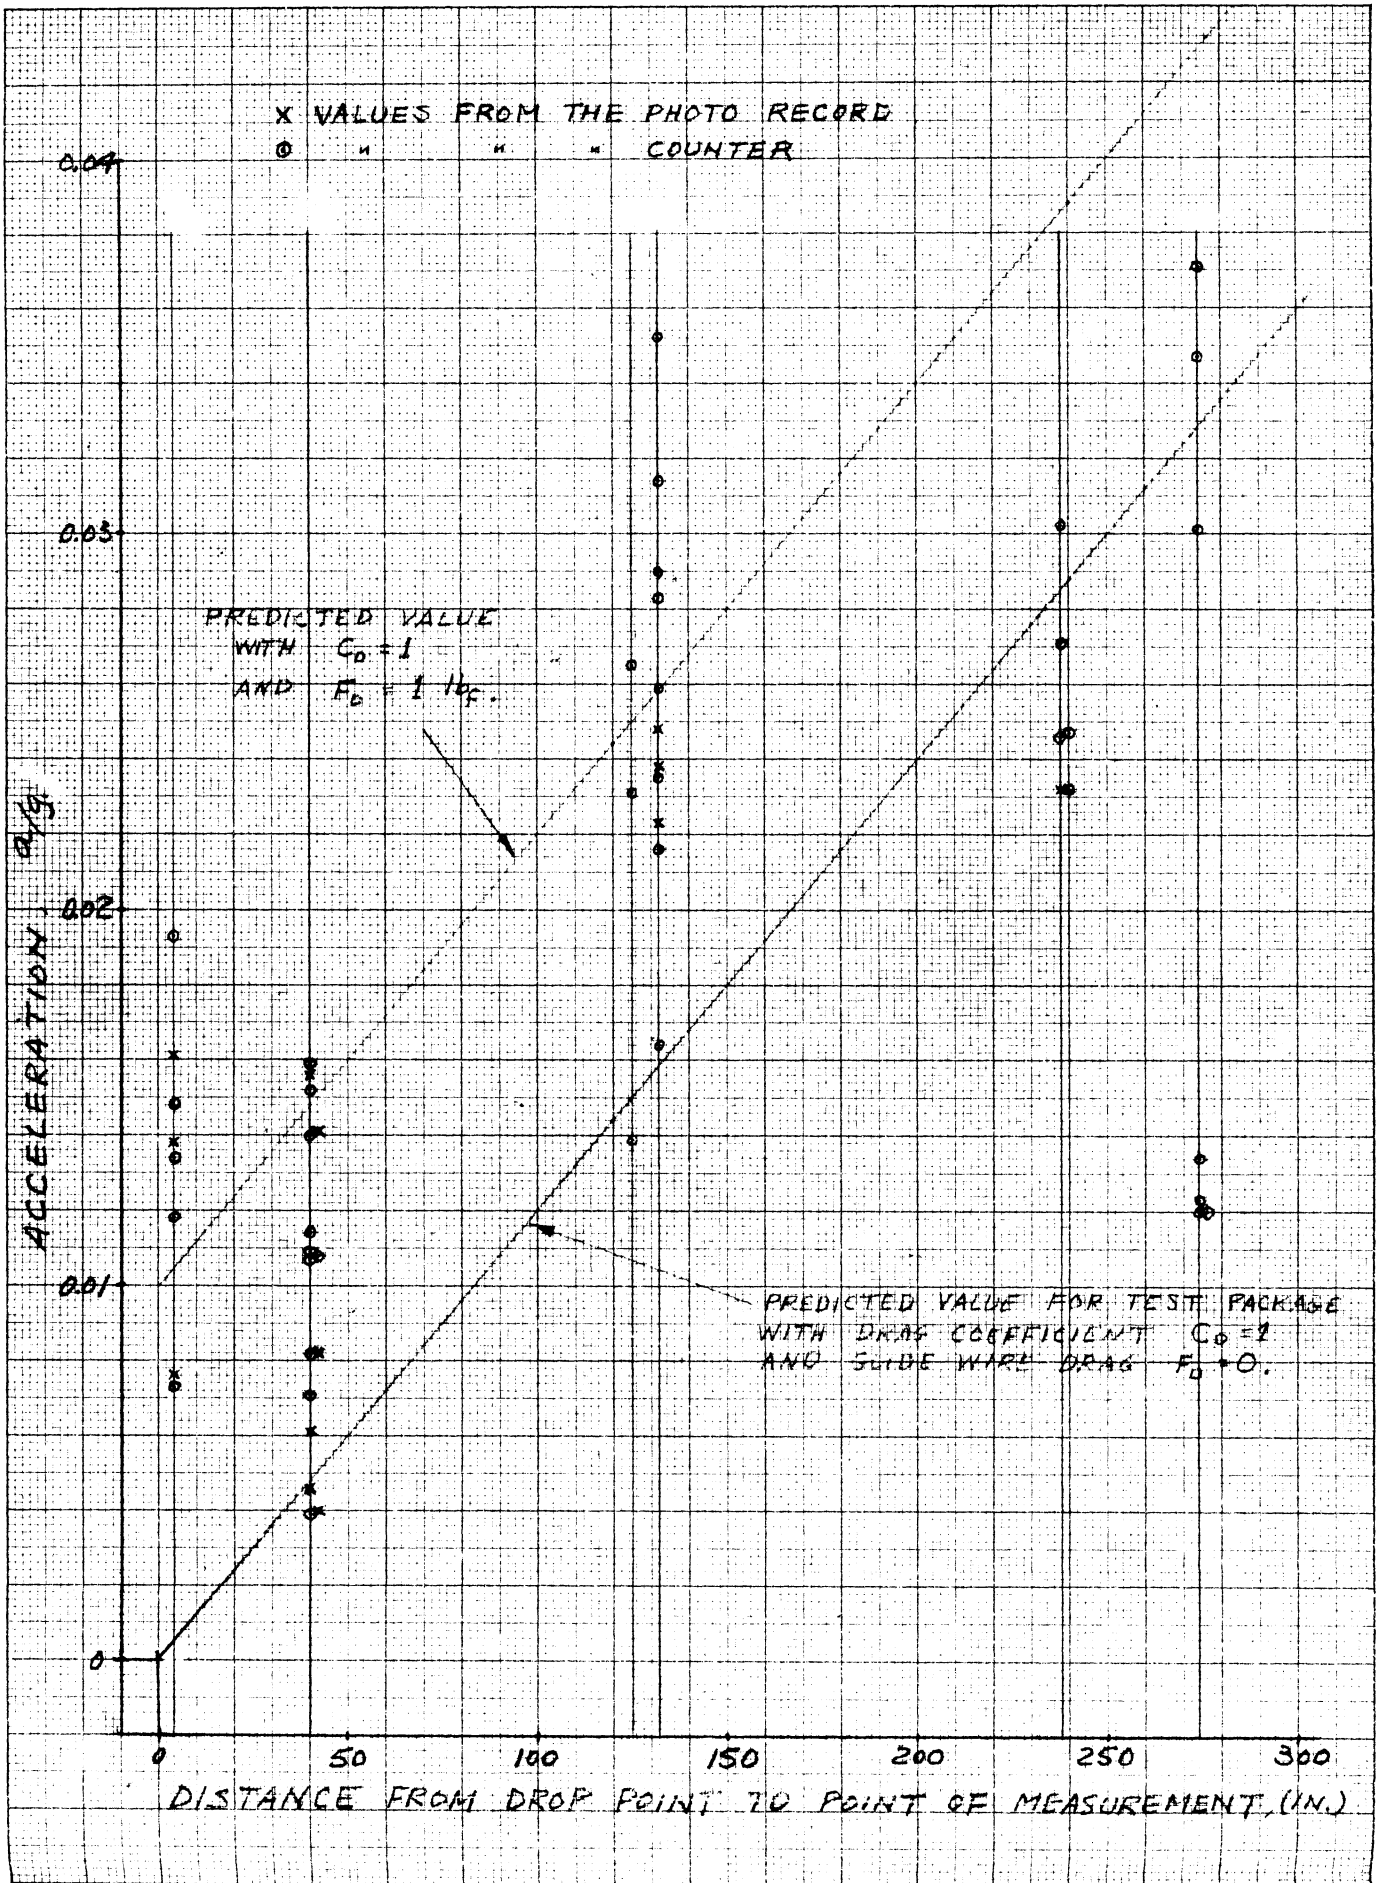 x VALUES FROM THE PHOTO RECORD
⊙ " " " COUNTER
0.04
0.03
PREDICTED VALUE
WITH C_D = 1
AND F_D = 1 lb_F.
0.02
ACCELERATION, a/g.
0.01
PREDICTED VALUE FOR TEST PACKAGE
WITH DRAG COEFFICIENT C_D = 1
AND SLIDE WIRE DRAG F_D = 0.
0
0 50 100 150 200 250 300
DISTANCE FROM DROP POINT TO POINT OF MEASUREMENT, (IN.)